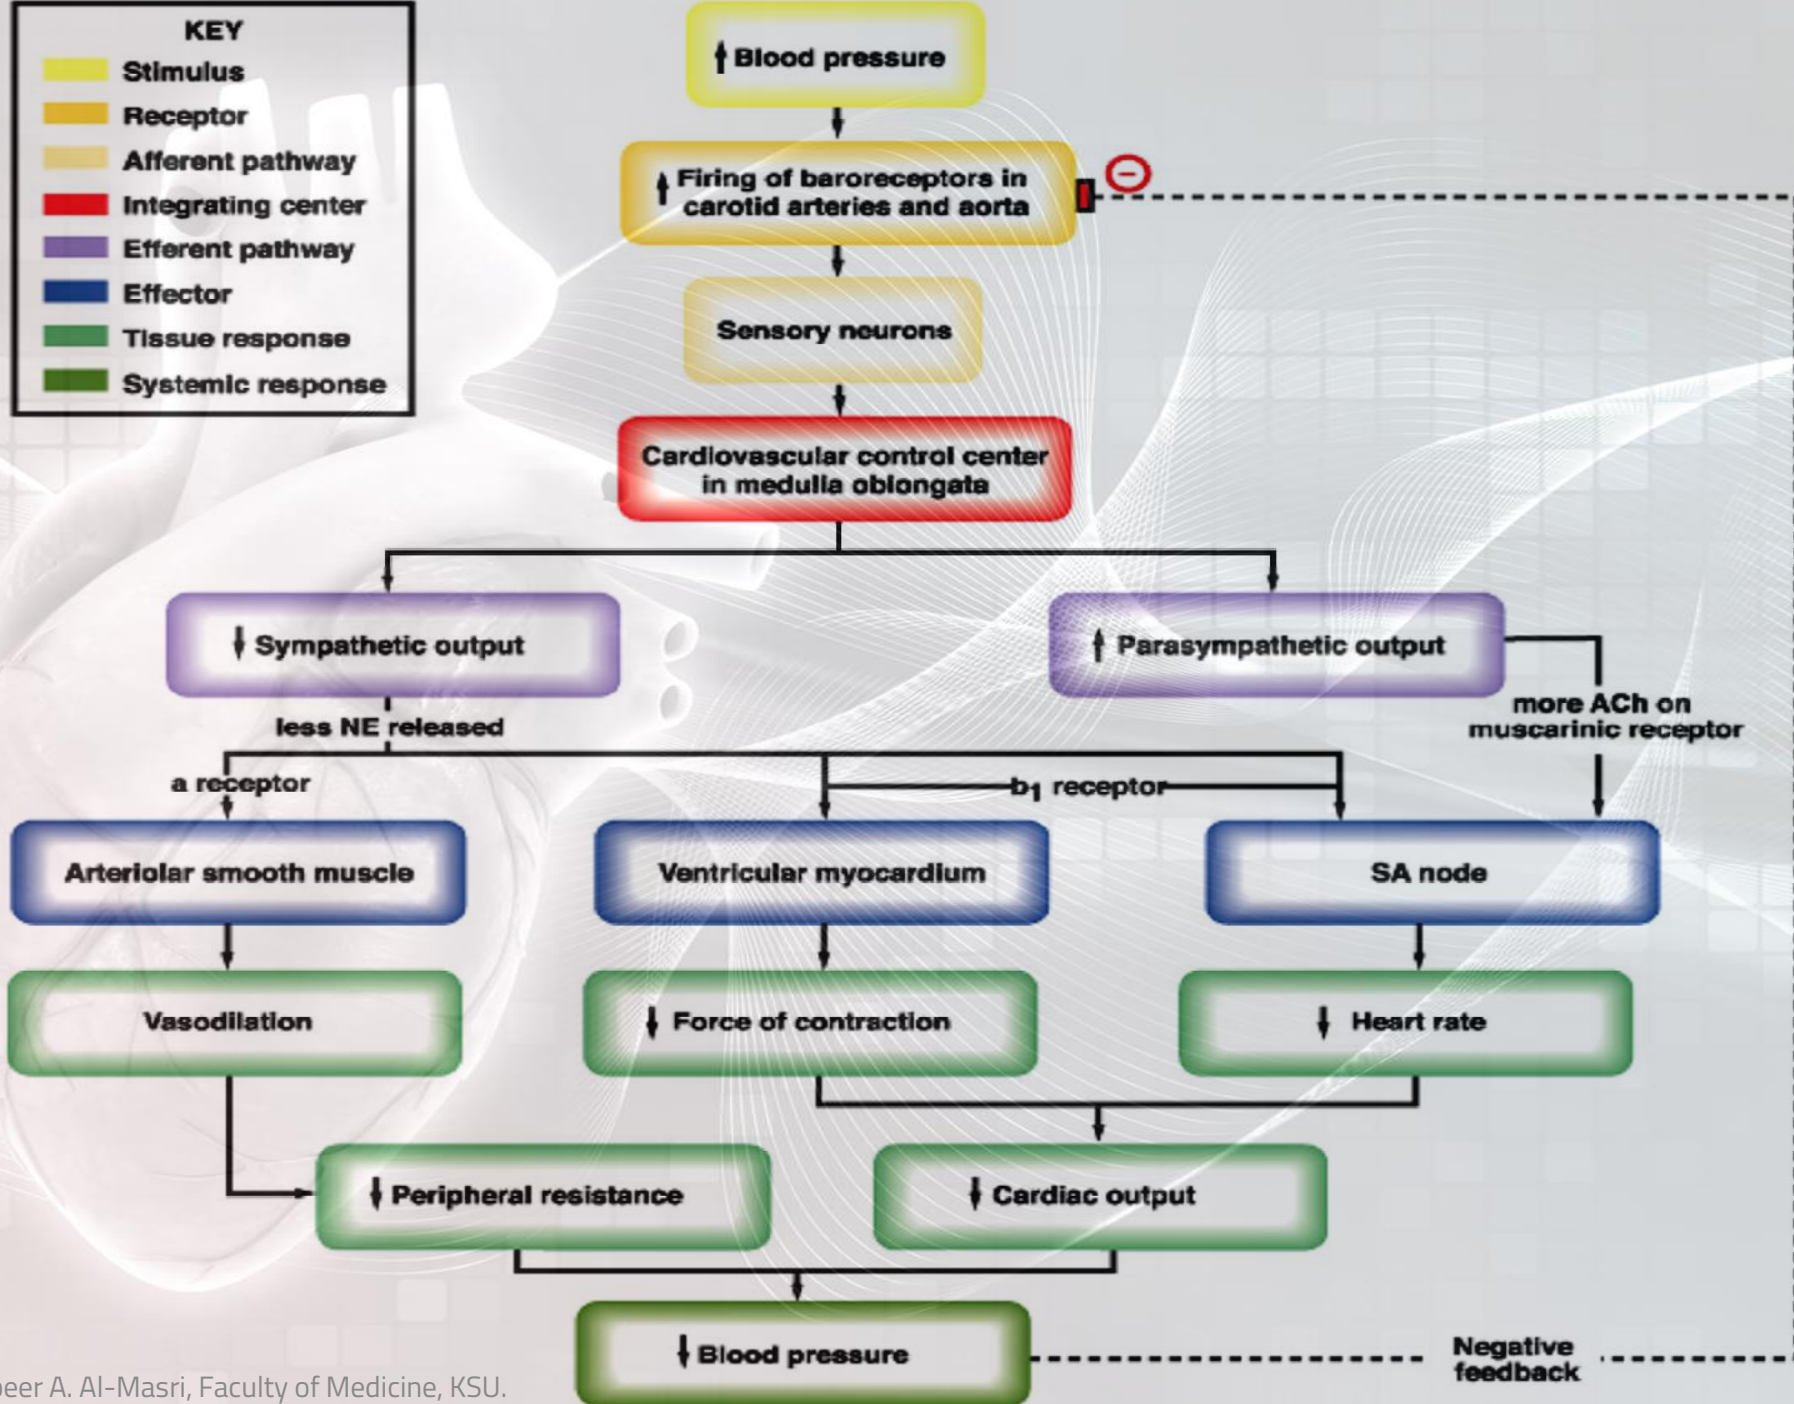 KEY
Stimulus
Receptor
Afferent pathway
Integrating center
Efferent pathway
Effector
Tissue response
Systemic response
↑ Blood pressure
↑ Firing of baroreceptors in
carotid arteries and aorta
−
Sensory neurons
Cardiovascular control center
in medulla oblongata
↓ Sympathetic output
↑ Parasympathetic output
less NE released
more ACh on
muscarinic receptor
a receptor
b₁ receptor
Arteriolar smooth muscle
Ventricular myocardium
SA node
Vasodilation
↓ Force of contraction
↓ Heart rate
↓ Peripheral resistance
↓ Cardiac output
↓ Blood pressure
Negative
feedback
A. Al-Masri, Faculty of Medicine, KSU.